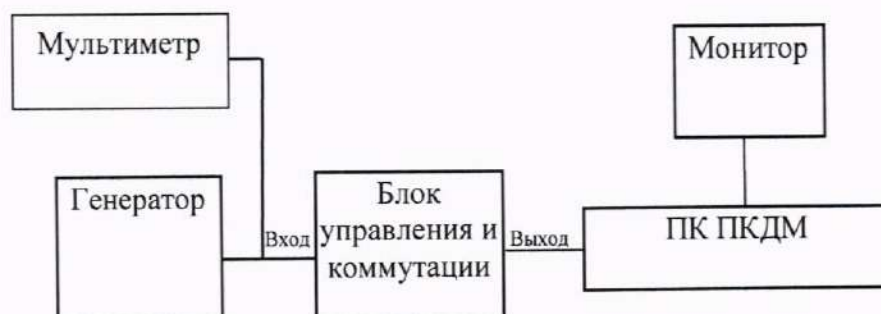 Мультиметр
Монитор
Генератор
Вход
Блок
управления и
коммутации
Выход
ПК ПКДМ